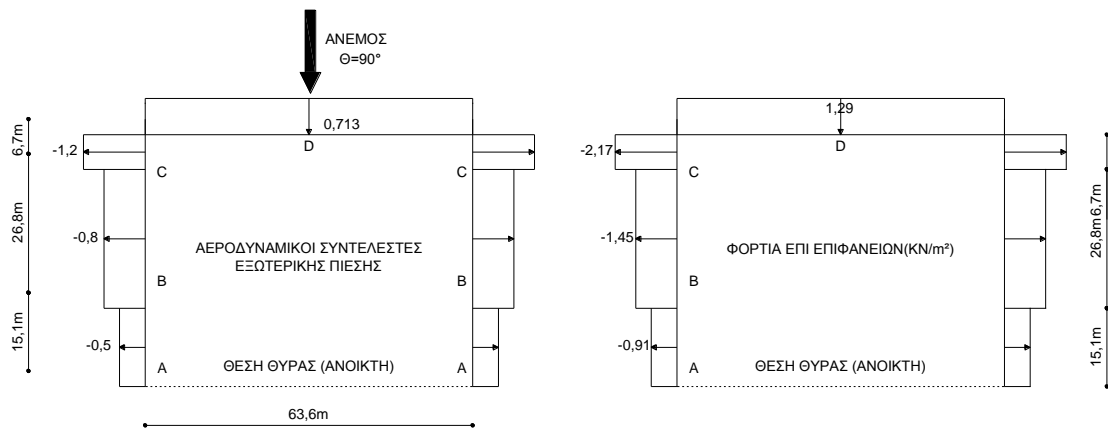 ΑΝΕΜΟΣ
Θ=90°
0,713
D
-1,2
C
C
-0,8
ΑΕΡΟΔΥΝΑΜΙΚΟΙ ΣΥΝΤΕΛΕΣΤΕΣ
ΕΞΩΤΕΡΙΚΗΣ ΠΙΕΣΗΣ
B
B
-0,5
A
ΘΕΣΗ ΘΥΡΑΣ (ΑΝΟΙΚΤΗ)
A
6,7m
26,8m
15,1m
63,6m
1,29
D
-2,17
C
C
-1,45
ΦΟΡΤΙΑ ΕΠΙ ΕΠΙΦΑΝΕΙΩΝ(KN/m²)
B
B
-0,91
A
ΘΕΣΗ ΘΥΡΑΣ (ΑΝΟΙΚΤΗ)
A
6,7m
26,8m
15,1m